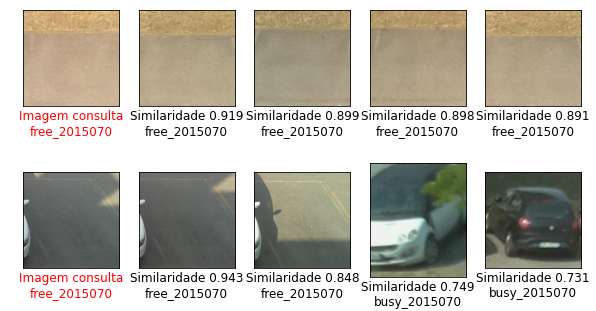 Imagem consulta
free_2015070
Similaridade 0.919
free_2015070
Similaridade 0.899
free_2015070
Similaridade 0.898
free_2015070
Similaridade 0.891
free_2015070
Imagem consulta
free_2015070
Similaridade 0.943
free_2015070
Similaridade 0.848
free_2015070
Similaridade 0.749
busy_2015070
Similaridade 0.731
busy_2015070